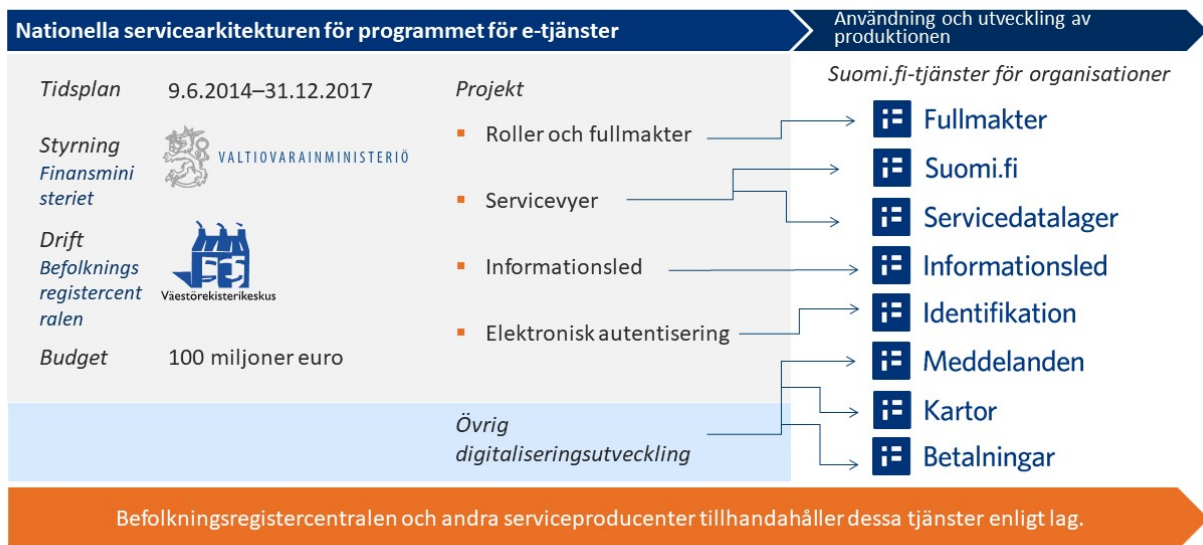 Nationella servicearkitekturen för programmet för e-tjänster
Användning och utveckling av
produktionen
Tidsplan 9.6.2014–31.12.2017
Styrning
Finansmini
steriet
VALTIOVARAINMINISTERIÖ
Drift
Befolknings
registercent
ralen
Väestörekisterikeskus
Budget 100 miljoner euro
Projekt
Roller och fullmakter
Servicevyer
Informationsled
Elektronisk autentisering
Övrig
digitaliseringsutveckling
Suomi.fi-tjänster för organisationer
Fullmakter
Suomi.fi
Servicedatalager
Informationsled
Identifikation
Meddelanden
Kartor
Betalningar
Befolkningsregistercentralen och andra serviceproducenter tillhandahåller dessa tjänster enligt lag.